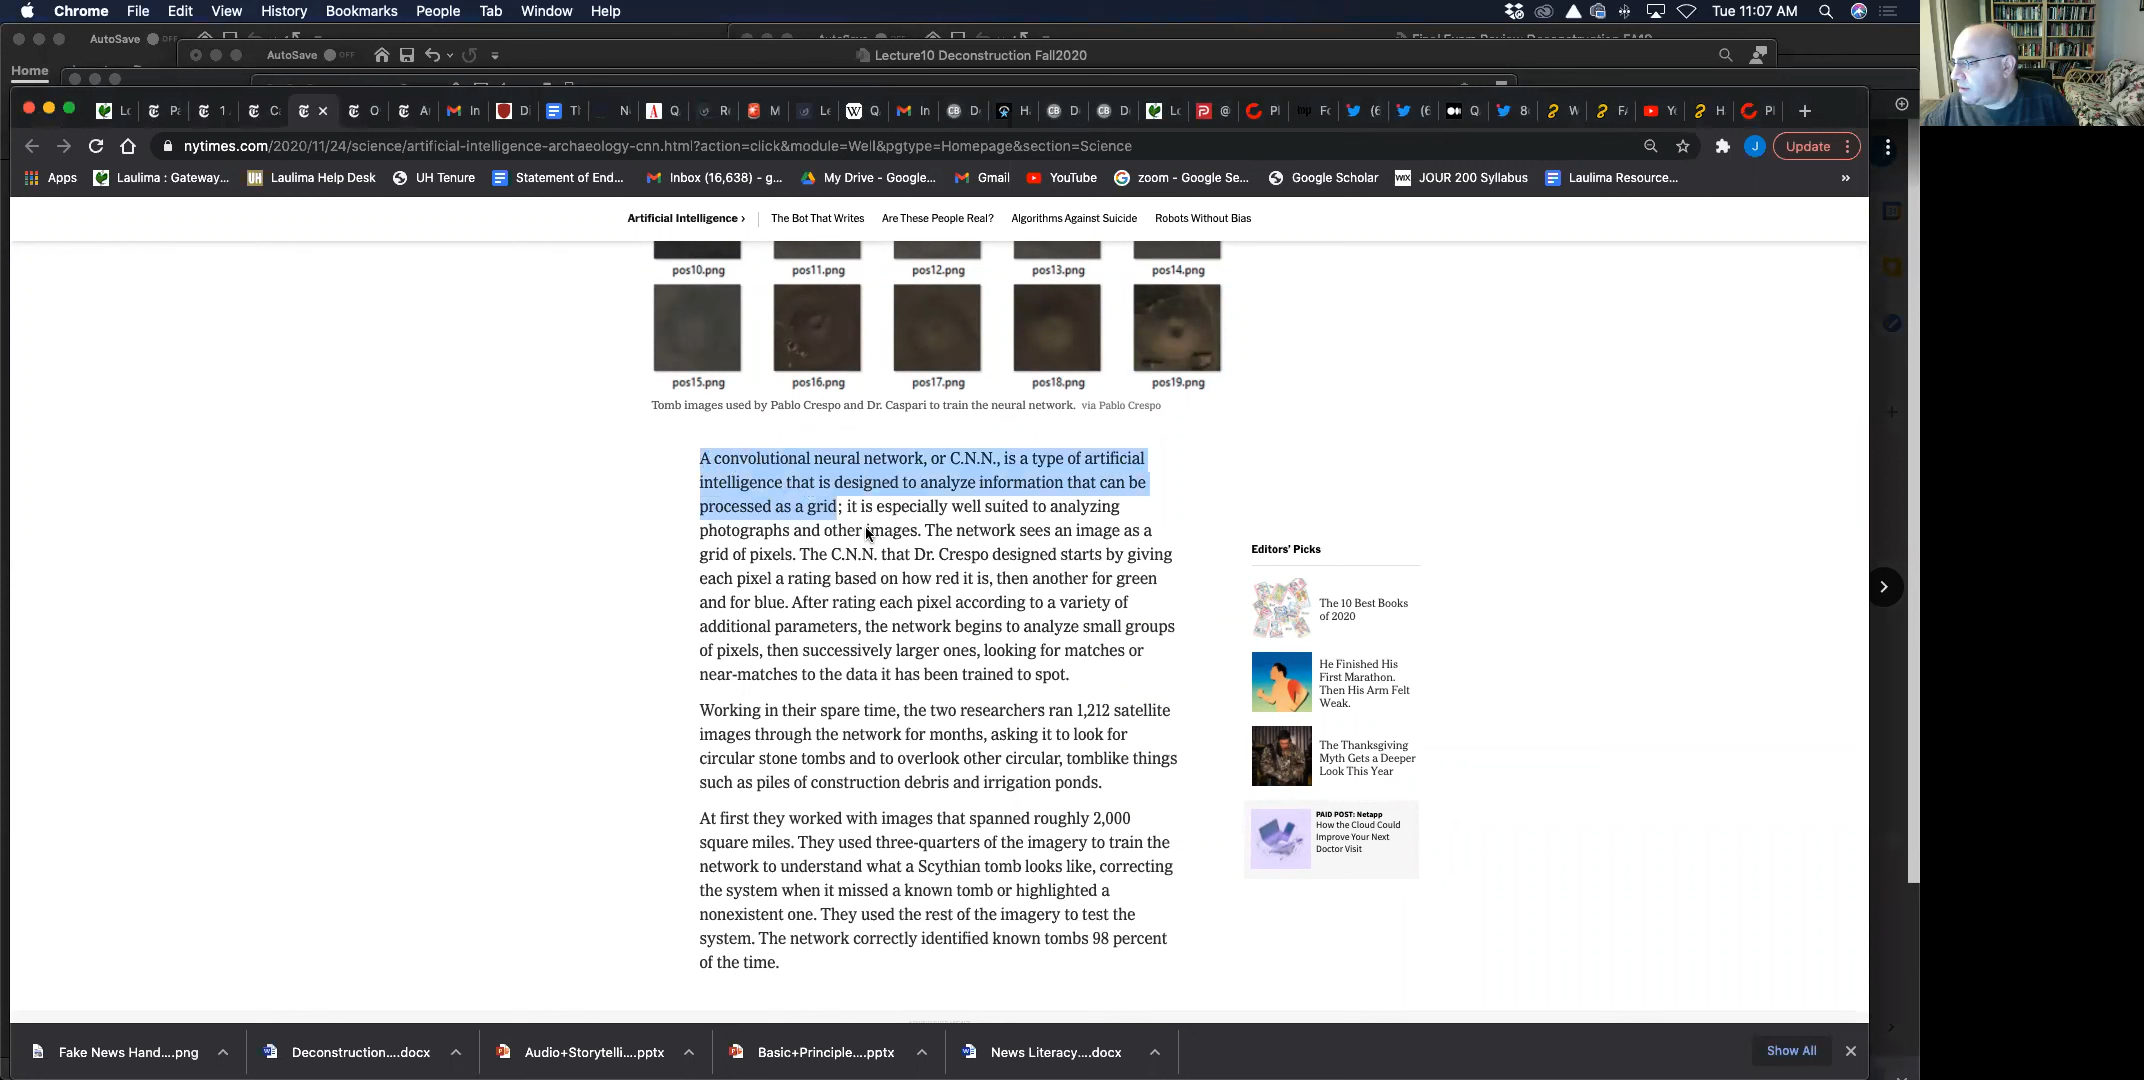 Chrome File Edit View History Bookmarks People Tab Window Help Tue 11:07 AM
AutoSave OFF
AutoSave OFF Lecture10 Deconstruction Fall2020
Home
nytimes.com/2020/11/24/science/artificial-intelligence-archaeology-cnn.html?action=click&module=Well&pgtype=Homepage&section=Science Update
Apps Laulima : Gateway... Laulima Help Desk UH Tenure Statement of End... Inbox (16,638) - g... My Drive - Google... Gmail YouTube zoom - Google Se... Google Scholar JOUR 200 Syllabus Laulima Resource... »
Artificial Intelligence › The Bot That Writes Are These People Real? Algorithms Against Suicide Robots Without Bias
pos10.png pos11.png pos12.png pos13.png pos14.png
pos15.png pos16.png pos17.png pos18.png pos19.png
Tomb images used by Pablo Crespo and Dr. Caspari to train the neural network. via Pablo Crespo
A convolutional neural network, or C.N.N., is a type of artificial
intelligence that is designed to analyze information that can be
processed as a grid; it is especially well suited to analyzing
photographs and other images. The network sees an image as a
grid of pixels. The C.N.N. that Dr. Crespo designed starts by giving
each pixel a rating based on how red it is, then another for green
and for blue. After rating each pixel according to a variety of
additional parameters, the network begins to analyze small groups
of pixels, then successively larger ones, looking for matches or
near-matches to the data it has been trained to spot.
Working in their spare time, the two researchers ran 1,212 satellite
images through the network for months, asking it to look for
circular stone tombs and to overlook other circular, tomblike things
such as piles of construction debris and irrigation ponds.
At first they worked with images that spanned roughly 2,000
square miles. They used three-quarters of the imagery to train the
network to understand what a Scythian tomb looks like, correcting
the system when it missed a known tomb or highlighted a
nonexistent one. They used the rest of the imagery to test the
system. The network correctly identified known tombs 98 percent
of the time.
Editors' Picks
The 10 Best Books
of 2020
He Finished His
First Marathon.
Then His Arm Felt
Weak.
The Thanksgiving
Myth Gets a Deeper
Look This Year
PAID POST: Netapp
How the Cloud Could
Improve Your Next
Doctor Visit
Fake News Hand....png Deconstruction....docx Audio+Storytelli....pptx Basic+Principle....pptx News Literacy....docx Show All